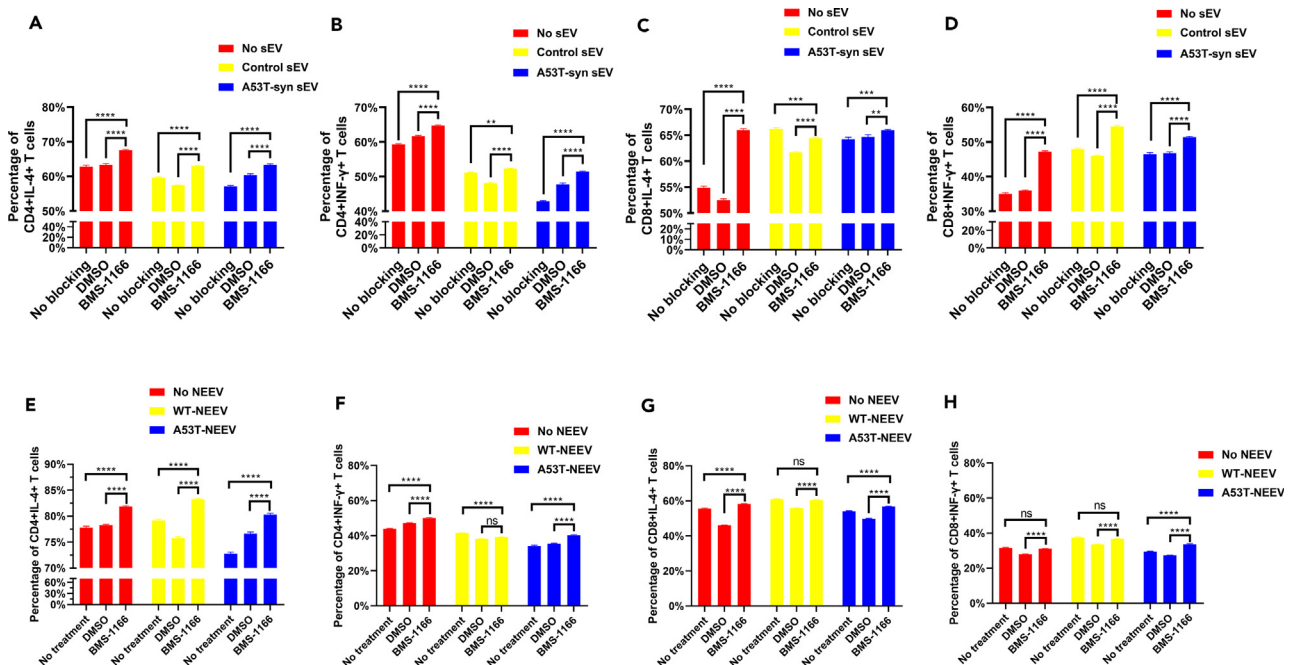 A
No sEV
Control sEV
A53T-syn sEV
Percentage of
CD4+IL-4+ T cells
80%
70%
60%
50%
40%
20%
0%
****
****
****
****
****
****
No blocking
DMSO
BMS-1166
No blocking
DMSO
BMS-1166
No blocking
DMSO
BMS-1166
B
No sEV
Control sEV
A53T-syn sEV
Percentage of
CD4+INF-γ+ T cells
70%
60%
50%
40%
40%
20%
0%
****
****
**
****
****
****
No blocking
DMSO
BMS-1166
No blocking
DMSO
BMS-1166
No blocking
DMSO
BMS-1166
C
No sEV
Control sEV
A53T-syn sEV
Percentage of
CD8+IL-4+ T cells
70%
65%
60%
55%
50%
40%
20%
0%
****
****
***
****
***
**
No blocking
DMSO
BMS-1166
No blocking
DMSO
BMS-1166
No blocking
DMSO
BMS-1166
D
No sEV
Control sEV
A53T-syn sEV
Percentage of
CD8+INF-γ+ T cells
60%
50%
40%
30%
20%
0%
****
****
****
****
****
****
No blocking
DMSO
BMS-1166
No blocking
DMSO
BMS-1166
No blocking
DMSO
BMS-1166
E
No NEEV
WT-NEEV
A53T-NEEV
Percentage of CD4+IL-4+ T cells
90%
85%
80%
75%
70%
60%
30%
0%
****
****
****
****
****
****
No treatment
DMSO
BMS-1166
No treatment
DMSO
BMS-1166
No treatment
DMSO
BMS-1166
F
No NEEV
WT-NEEV
A53T-NEEV
Percentage of CD4+INF-γ+ T cells
80%
60%
40%
20%
0%
****
****
****
ns
****
****
No treatment
DMSO
BMS-1166
No treatment
DMSO
BMS-1166
No treatment
DMSO
BMS-1166
G
No NEEV
WT-NEEV
A53T-NEEV
Percentage of CD8+IL-4+ T cells
80%
60%
40%
20%
0%
****
****
ns
****
****
****
No treatment
DMSO
BMS-1166
No treatment
DMSO
BMS-1166
No treatment
DMSO
BMS-1166
H
No NEEV
WT-NEEV
A53T-NEEV
Percentage of CD8+INF-γ+ T cells
80%
60%
40%
20%
0%
ns
****
ns
****
****
****
No treatment
DMSO
BMS-1166
No treatment
DMSO
BMS-1166
No treatment
DMSO
BMS-1166